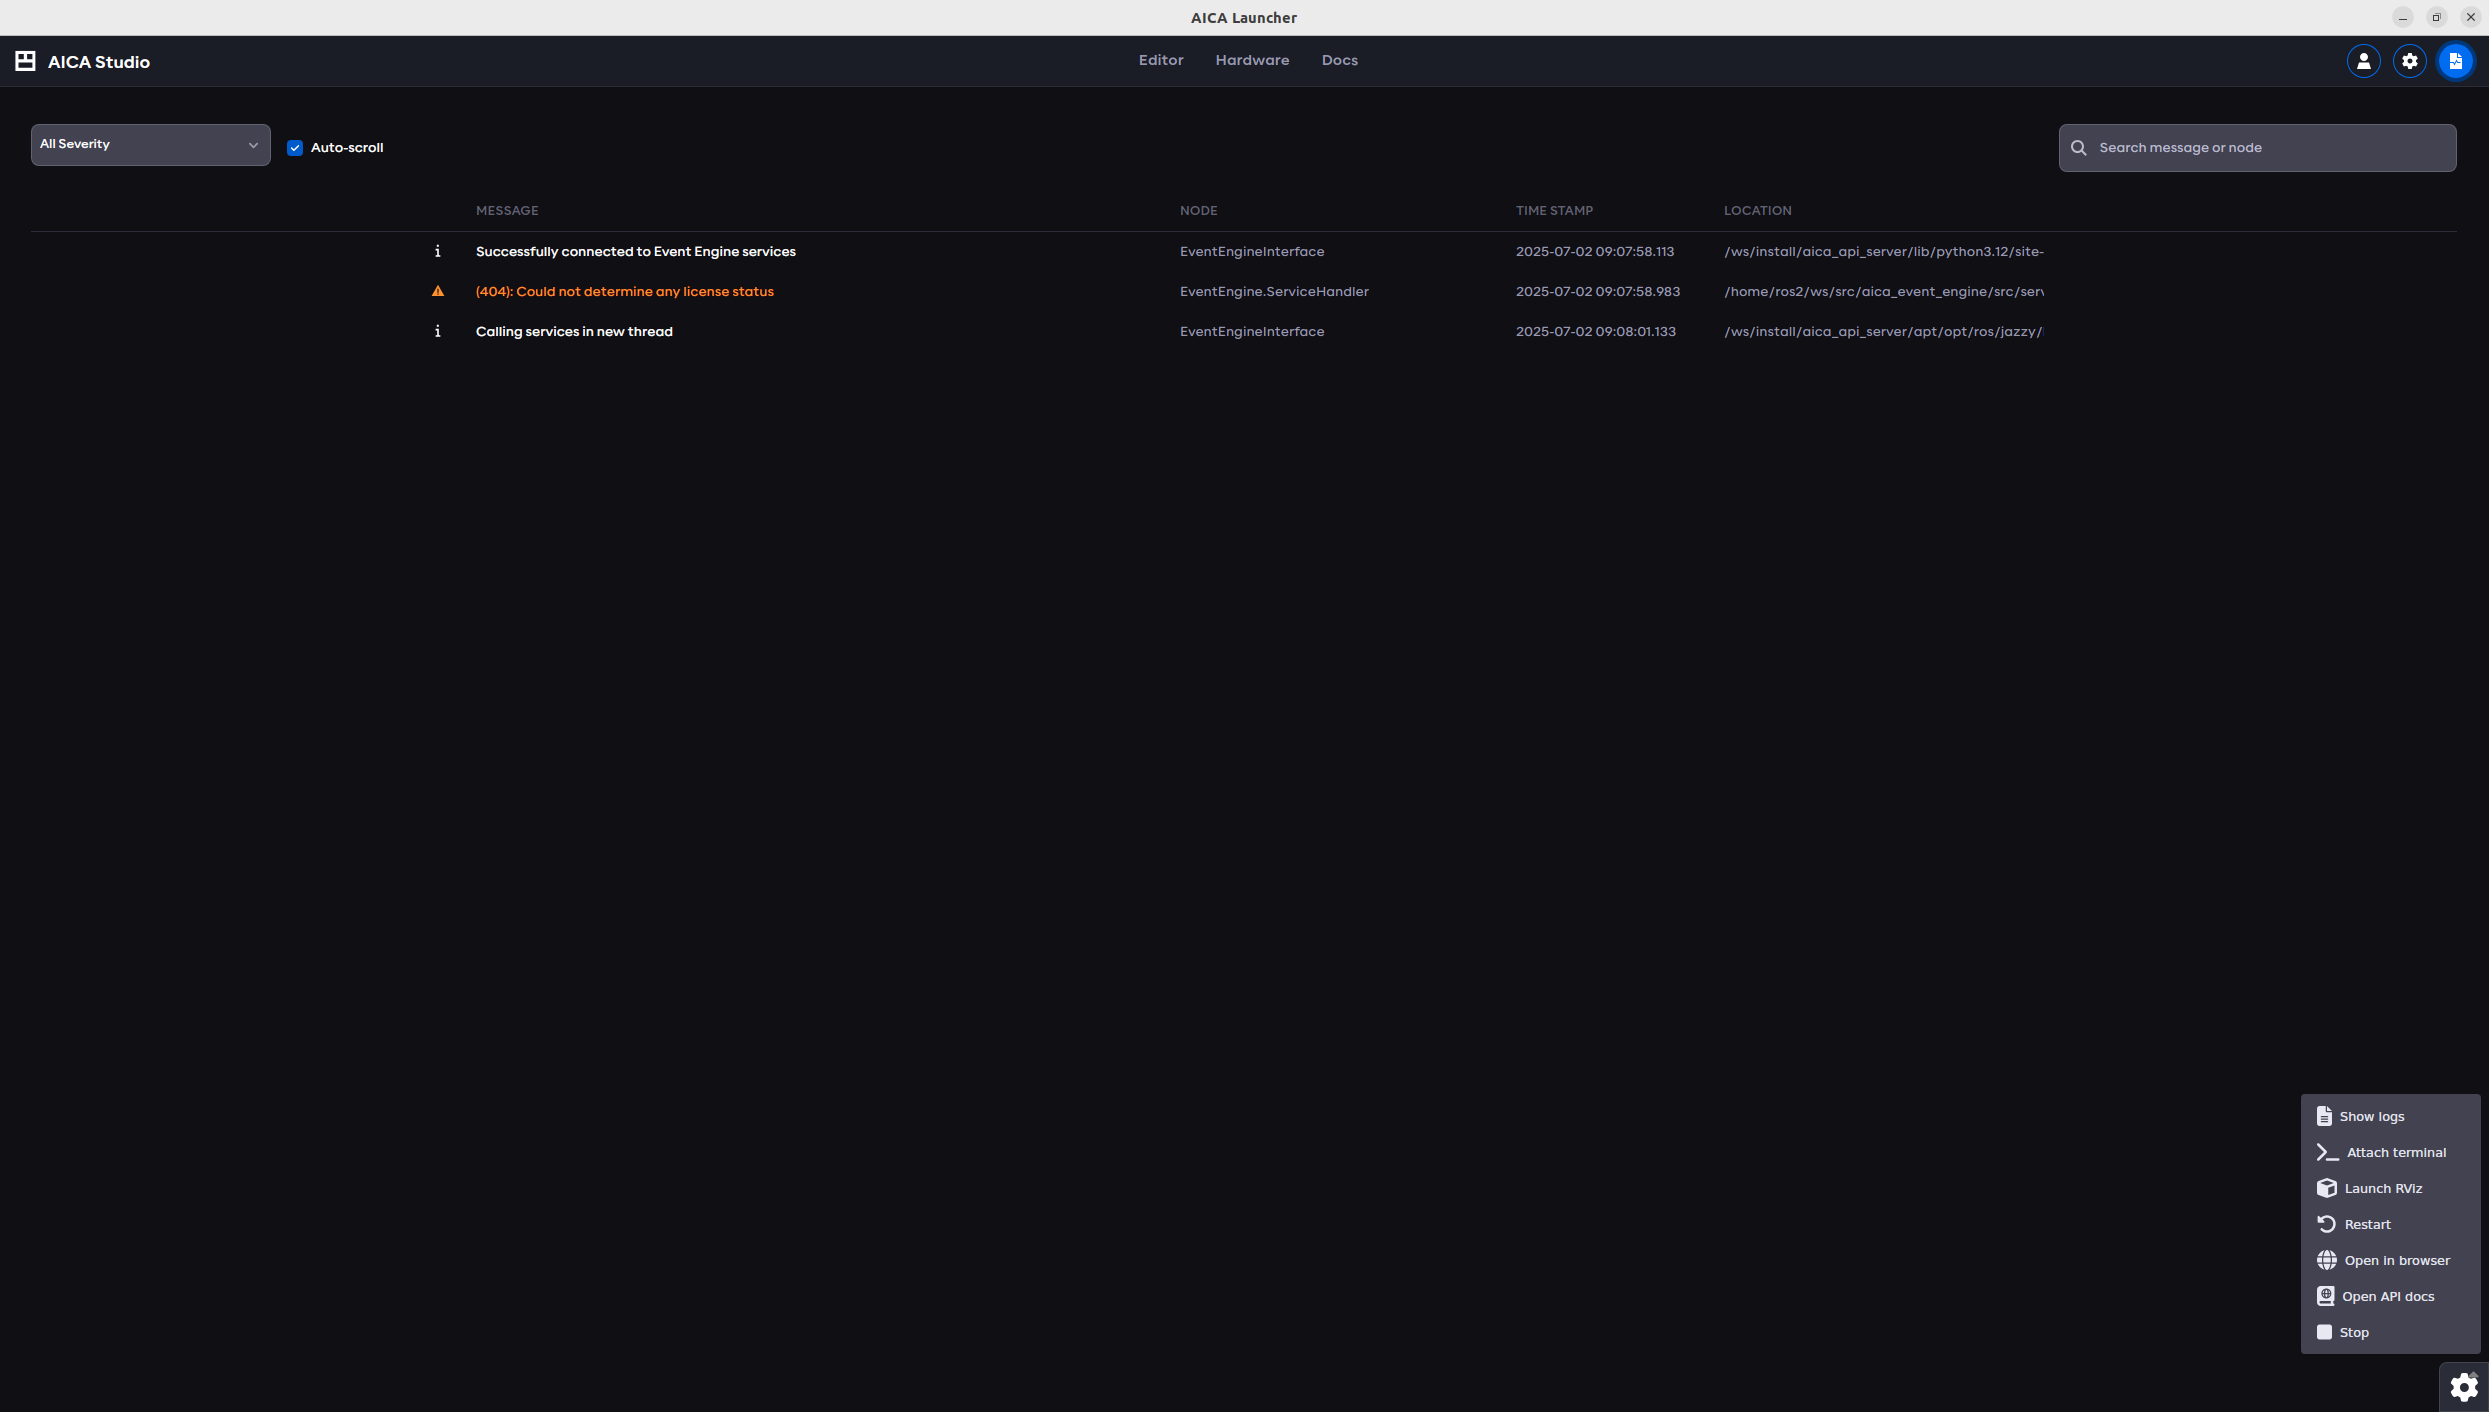 AICA Launcher
AICA Studio
Editor Hardware Docs
All Severity
Auto-scroll
Search message or node
MESSAGE NODE TIME STAMP LOCATION
Successfully connected to Event Engine services EventEngineInterface 2025-07-02 09:07:58.113 /ws/install/aica_api_server/lib/python3.12/site-
(404): Could not determine any license status EventEngine.ServiceHandler 2025-07-02 09:07:58.983 /home/ros2/ws/src/aica_event_engine/src/serv
Calling services in new thread EventEngineInterface 2025-07-02 09:08:01.133 /ws/install/aica_api_server/apt/opt/ros/jazzy/
Show logs
Attach terminal
Launch RViz
Restart
Open in browser
Open API docs
Stop